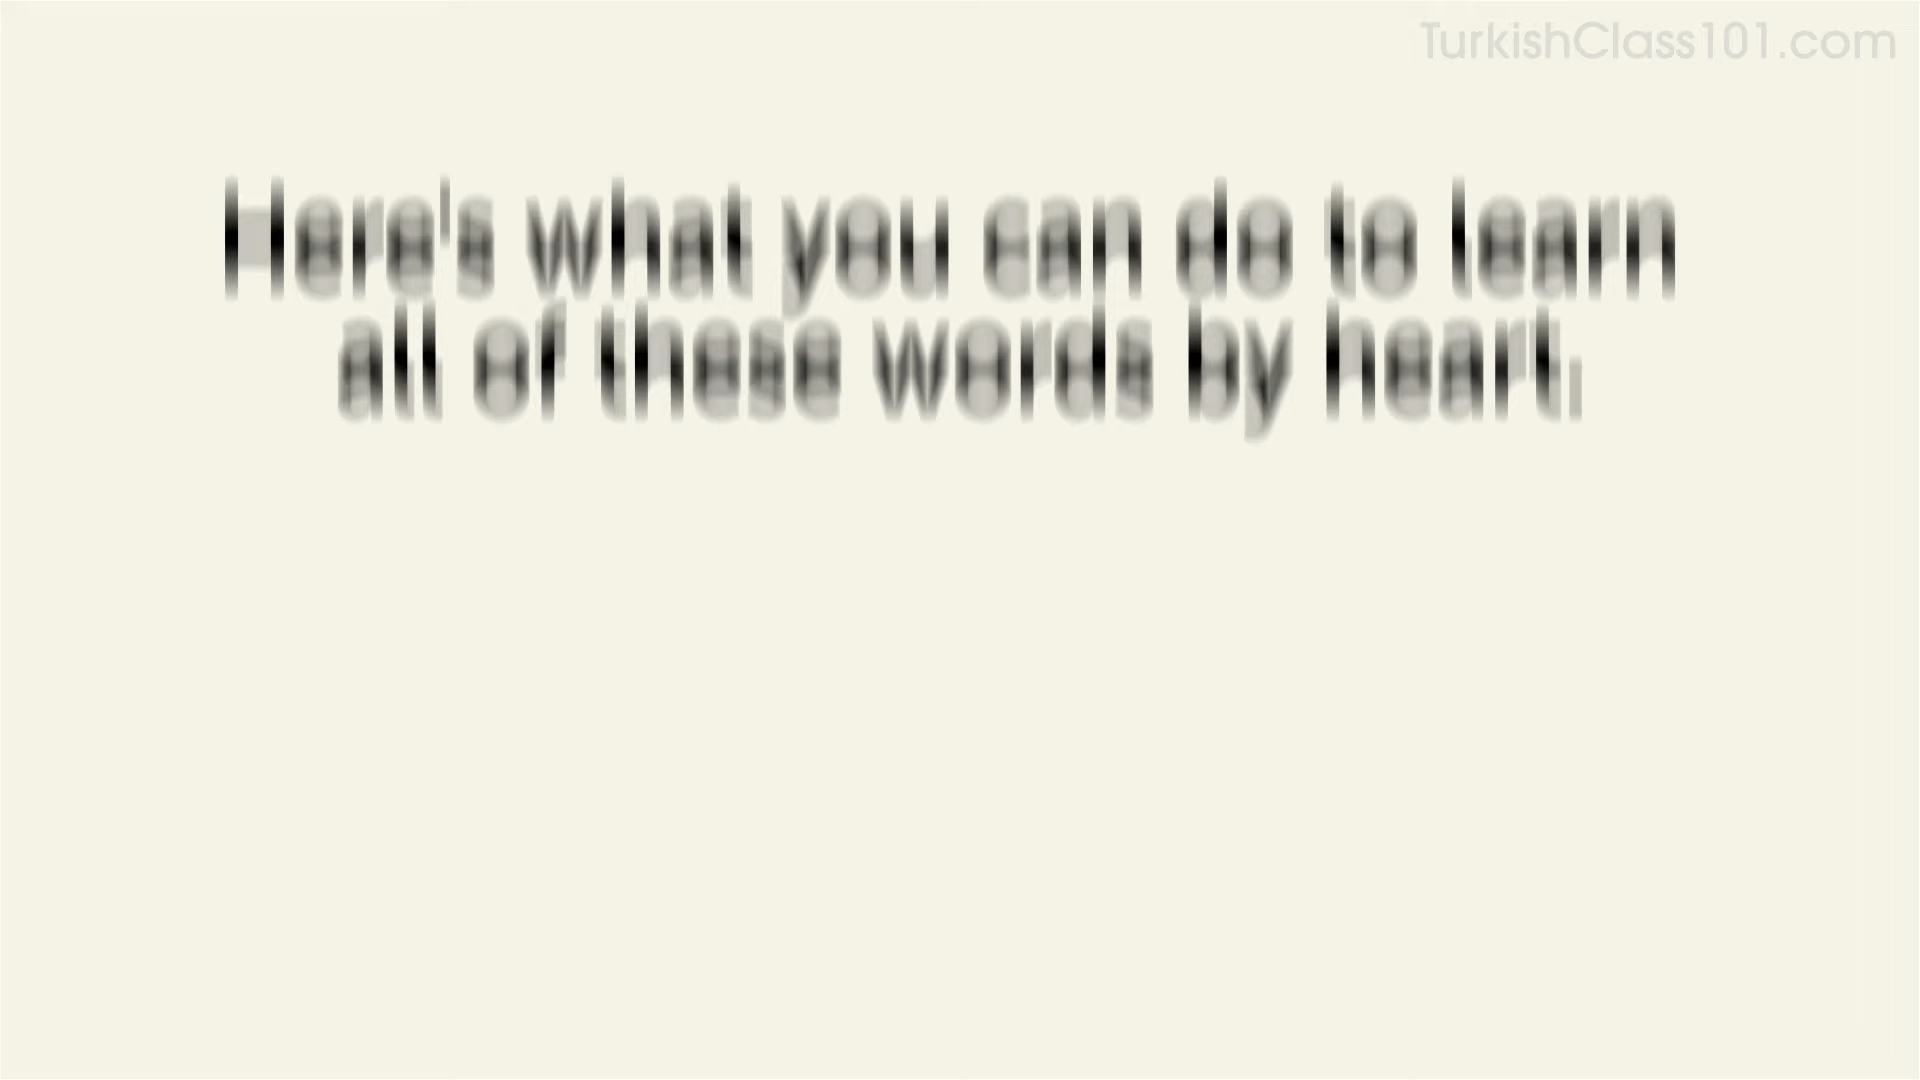 TurkishClass101.com
Here's what you can do to learn
all of these words by heart.